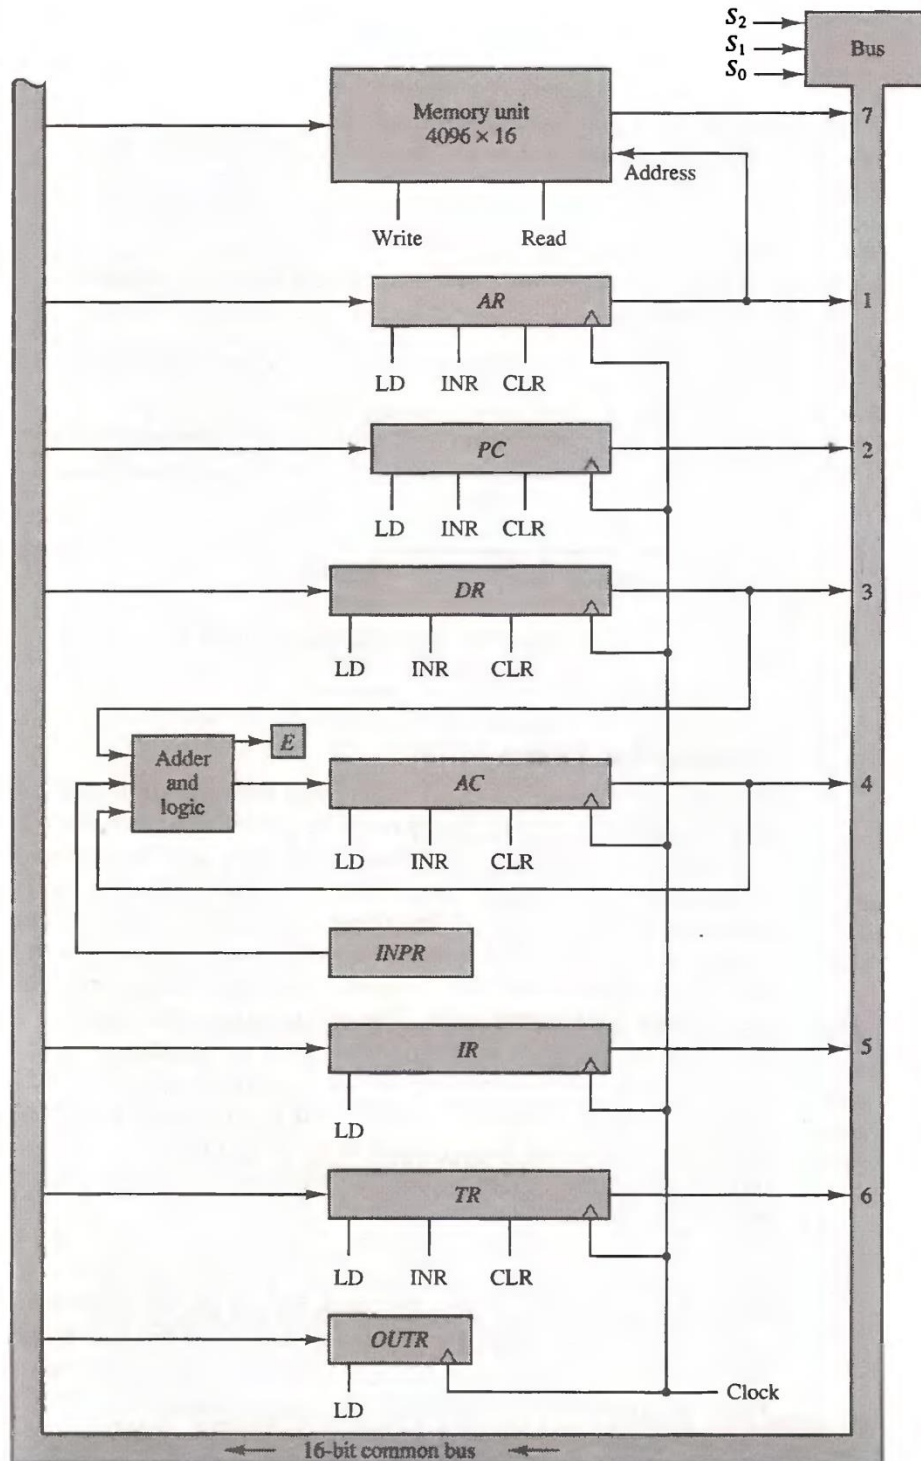 S2
S1
S0
Bus
Memory unit
4096 × 16
7
Address
Write Read
AR
1
LD INR CLR
PC
2
LD INR CLR
DR
3
LD INR CLR
Adder
and
logic
E
AC
4
LD INR CLR
INPR
IR
5
LD
TR
6
LD INR CLR
OUTR
LD
Clock
16-bit common bus